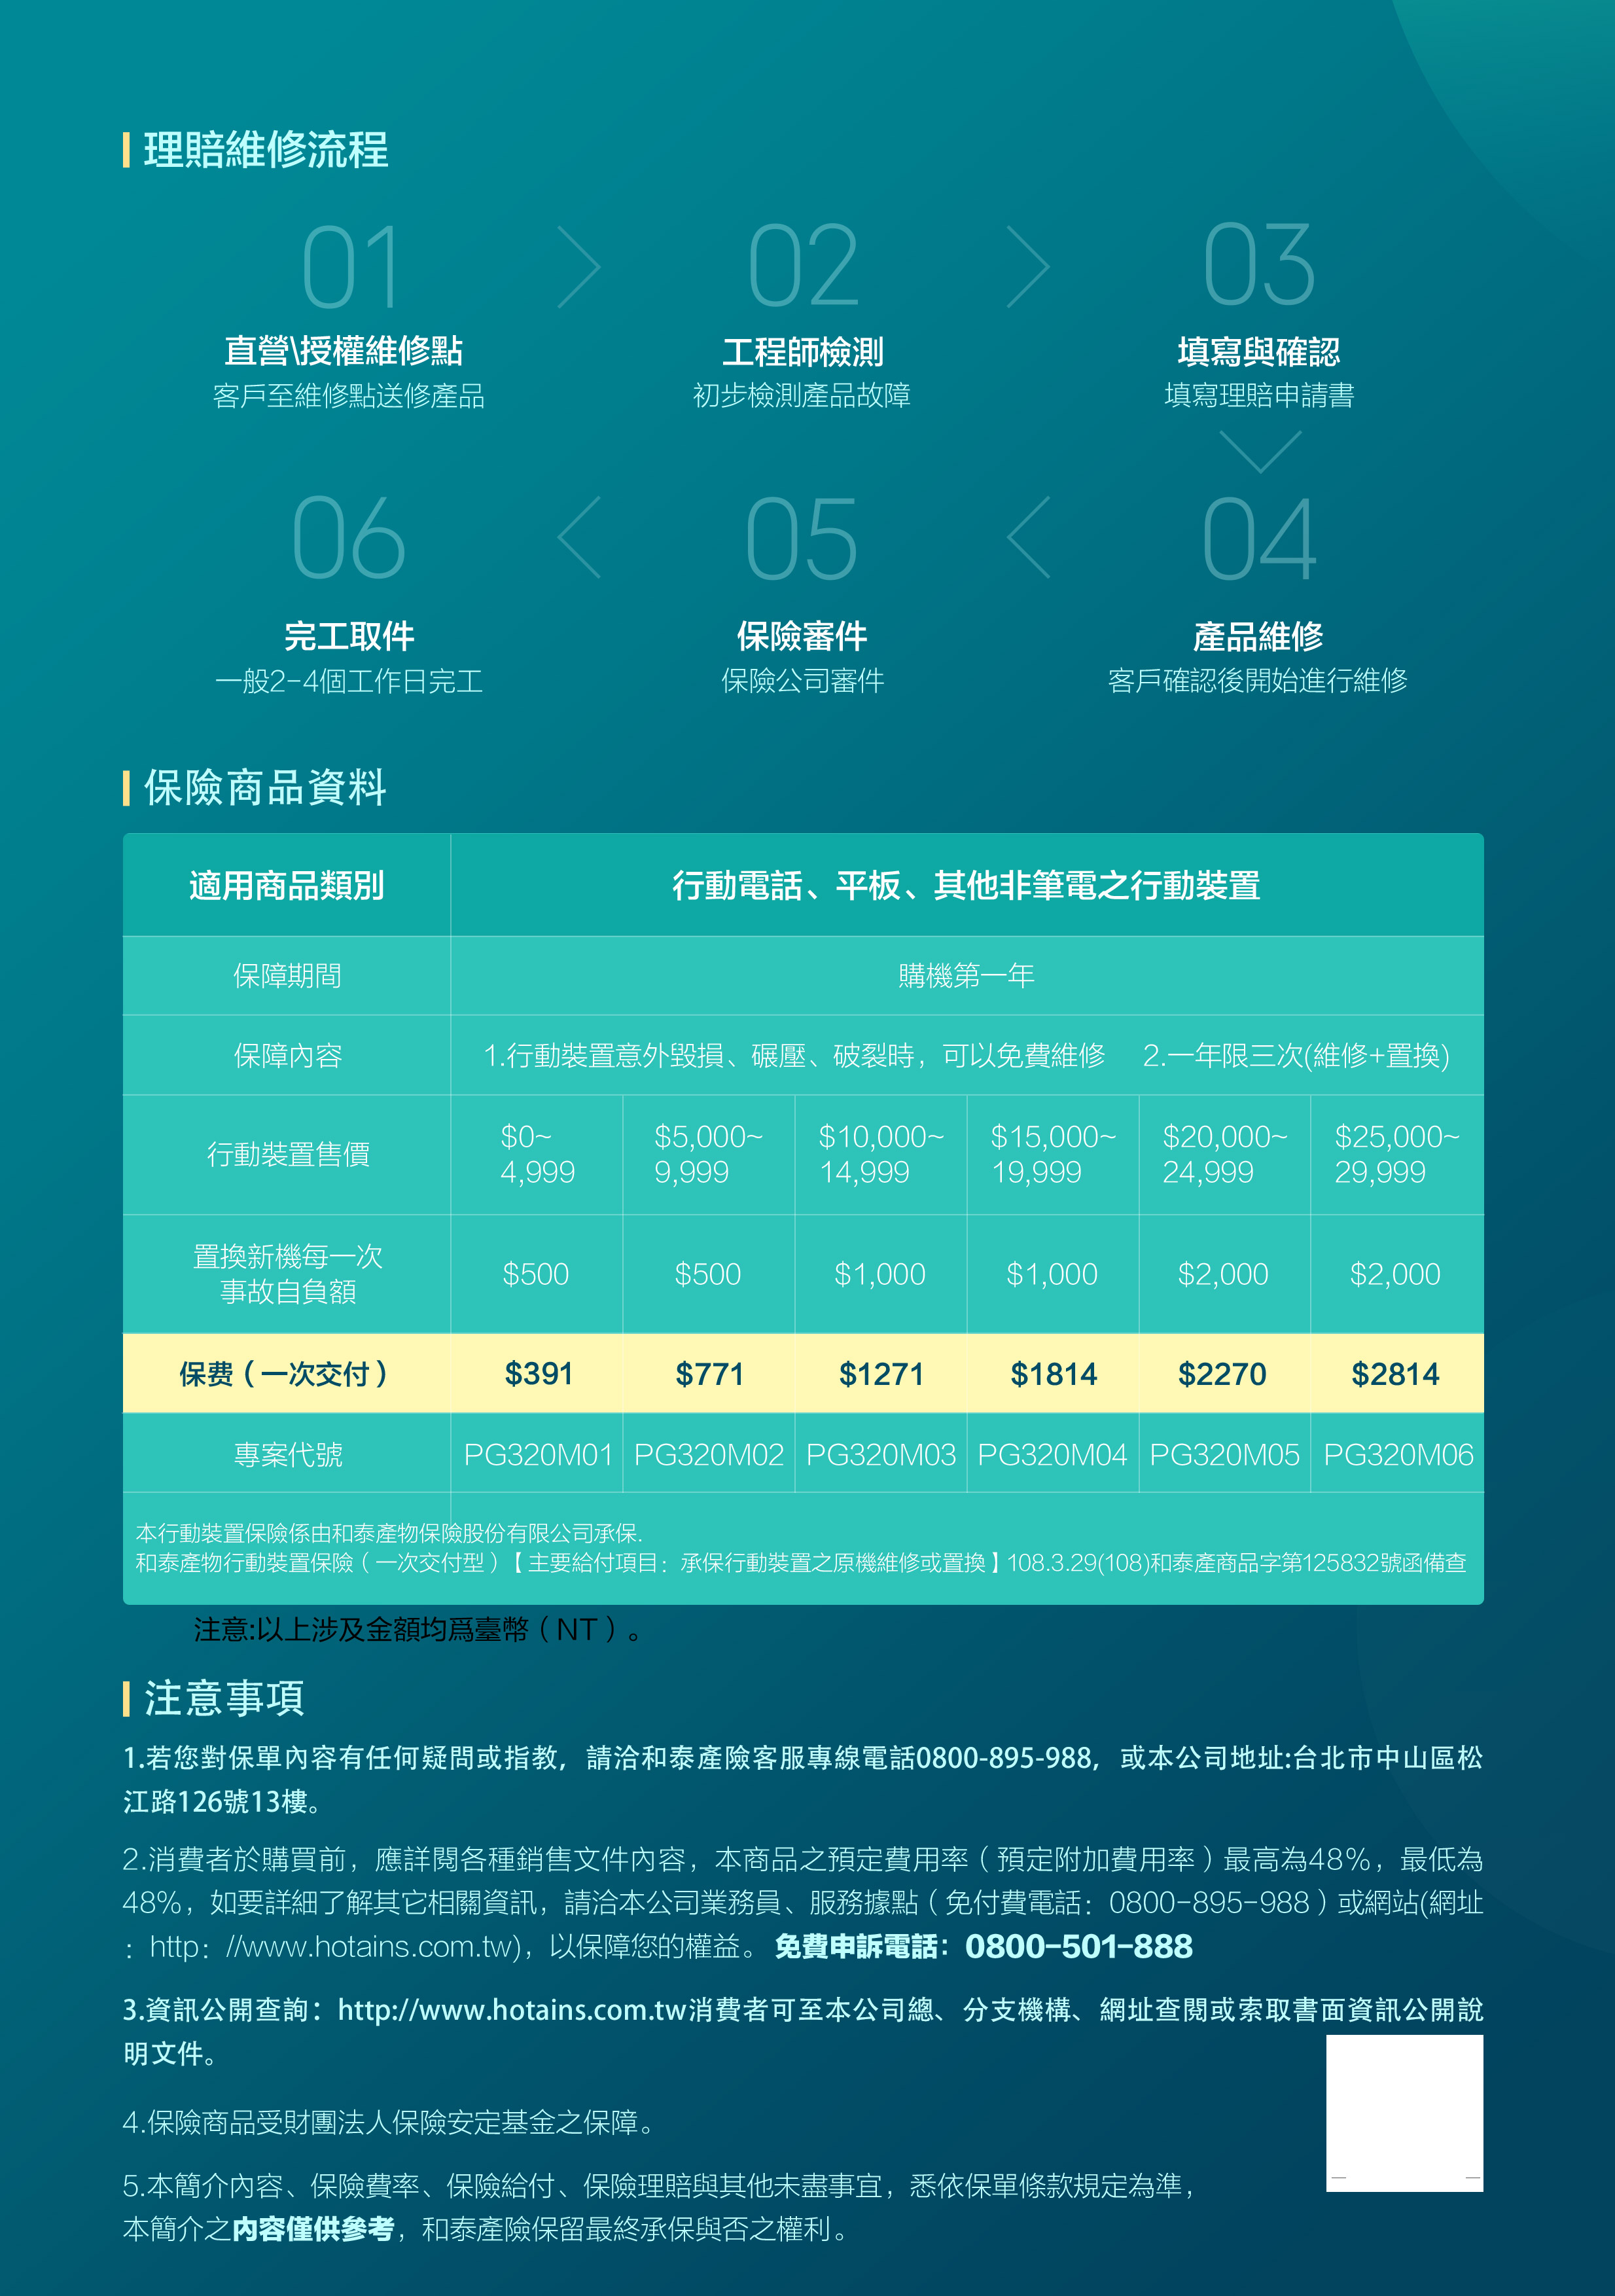 理賠維修流程
01
02
03
直營\授權維修點
工程師檢測
填寫與確認
客戶至維修點送修產品
初步檢測產品故障
填寫理賠申請書
06
05
04
完工取件
保險審件
產品維修
一般2-4個工作日完工
保險公司審件
客戶確認後開始進行維修
保險商品資料
適用商品類別
行動電話、平板、其他非筆電之行動裝置
保障期間
購機第一年
保障內容
1.行動裝置意外毀損、碾壓、破裂時，可以免費維修 2.一年限三次(維修+置換)
行動裝置售價
$0~
4,999
$5,000~
9,999
$10,000~
14,999
$15,000~
19,999
$20,000~
24,999
$25,000~
29,999
置換新機每一次
事故自負額
$500
$500
$1,000
$1,000
$2,000
$2,000
保费（一次交付）
$391
$771
$1271
$1814
$2270
$2814
專案代號
PG320M01
PG320M02
PG320M03
PG320M04
PG320M05
PG320M06
本行動裝置保險係由和泰產物保險股份有限公司承保.
和泰產物行動裝置保險（一次交付型）【主要給付項目：承保行動裝置之原機維修或置換】108.3.29(108)和泰產商品字第125832號函備查
注意:以上涉及金額均爲臺幣（NT）。
注意事項
1.若您對保單內容有任何疑問或指教，請洽和泰產險客服專線電話0800-895-988，或本公司地址:台北市中山區松
江路126號13樓。
2.消費者於購買前，應詳閱各種銷售文件內容，本商品之預定費用率（預定附加費用率）最高為48%，最低為
48%，如要詳細了解其它相關資訊，請洽本公司業務員、服務據點（免付費電話：0800-895-988）或網站(網址
：http：//www.hotains.com.tw)，以保障您的權益。免費申訴電話：0800-501-888
3.資訊公開查詢：http://www.hotains.com.tw消費者可至本公司總、分支機構、網址查閱或索取書面資訊公開說
明文件。
4.保險商品受財團法人保險安定基金之保障。
5.本簡介內容、保險費率、保險給付、保險理賠與其他未盡事宜，悉依保單條款規定為準，
本簡介之內容僅供參考，和泰產險保留最終承保與否之權利。